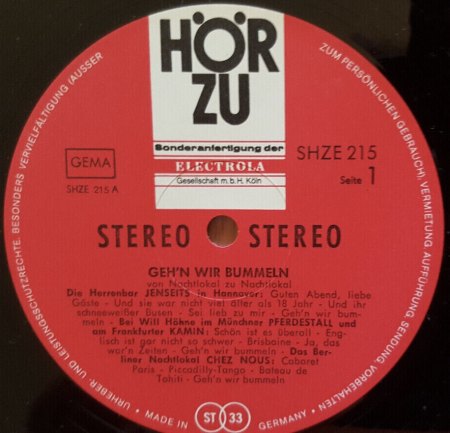 HÖR
ZU
Sonderanfertigung der
ELECTROLA
Gesellschaft m. b. H. Köln
GEMA
SHZE 215 A
SHZE 215
Seite 1
STEREO STEREO
GEH'N WIR BUMMELN
von Nachtlokal zu Nachtlokal
Die Herrenbar JENSEITS in Hannover: Guten Abend, liebe
Gäste - Und sie war nicht viel älter als 18 Jahr - Und ihr
schneeweißer Busen - Sei lieb zu mir - Geh'n wir bum-
meln - Bei Will Höhne im Münchner PFERDESTALL und
am Frankfurter KAMIN: Schön ist es überall - Eng-
lisch ist gar nicht so schwer - Brisbaine - Ja, das
war'n Zeiten - Geh'n wir bummeln - Das Ber-
liner Nachtlokal CHEZ NOUS: Cabaret
Paris - Piccadilly-Tango - Bateau de
Tahiti - Geh'n wir bummeln
URHEBER- UND LEISTUNGSSCHUTZRECHTE, BESONDERS VERVIELFÄLTIGUNG (AUSSER
ZUM PERSÖNLICHEN GEBRAUCH), VERMIETUNG, AUFFÜHRUNG, SENDUNG, VORBEHALTEN
MADE IN ST 33 GERMANY